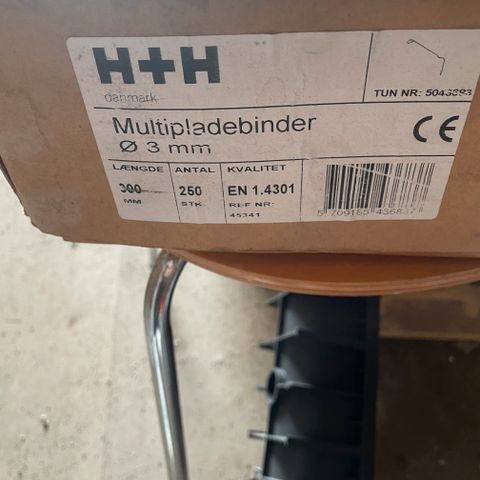 H+H
danmark
TUN NR: 5043393
Multipladebinder
Ø 3 mm
CE
LÆNGDE ANTAL KVALITET
300 250 EN 1.4301
MM STK. REF NR:
45341